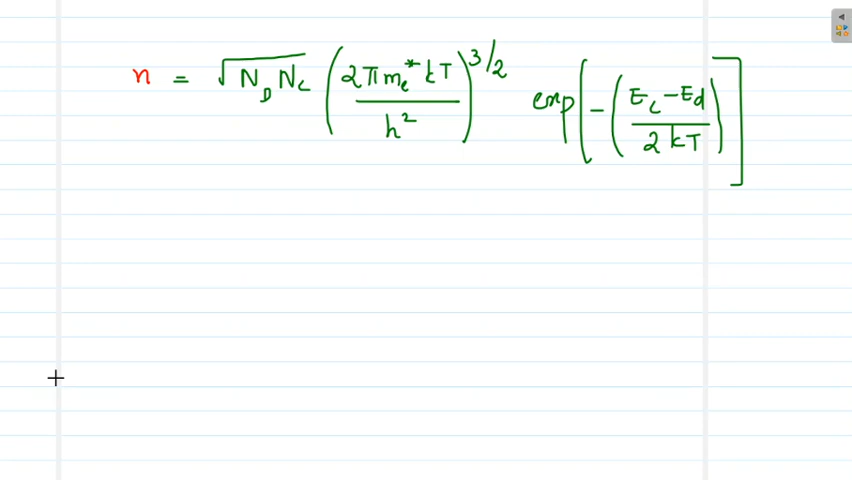 n = √(N_D N_c) (2πm_e* kT / h²)^3/2 exp[-(E_c - E_d / 2kT)]